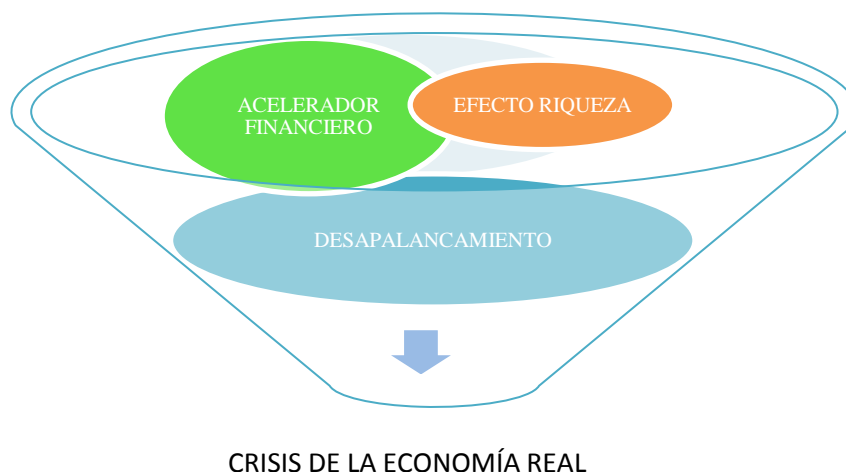 ACELERADOR
FINANCIERO
EFECTO RIQUEZA
DESAPALANCAMIENTO
CRISIS DE LA ECONOMÍA REAL